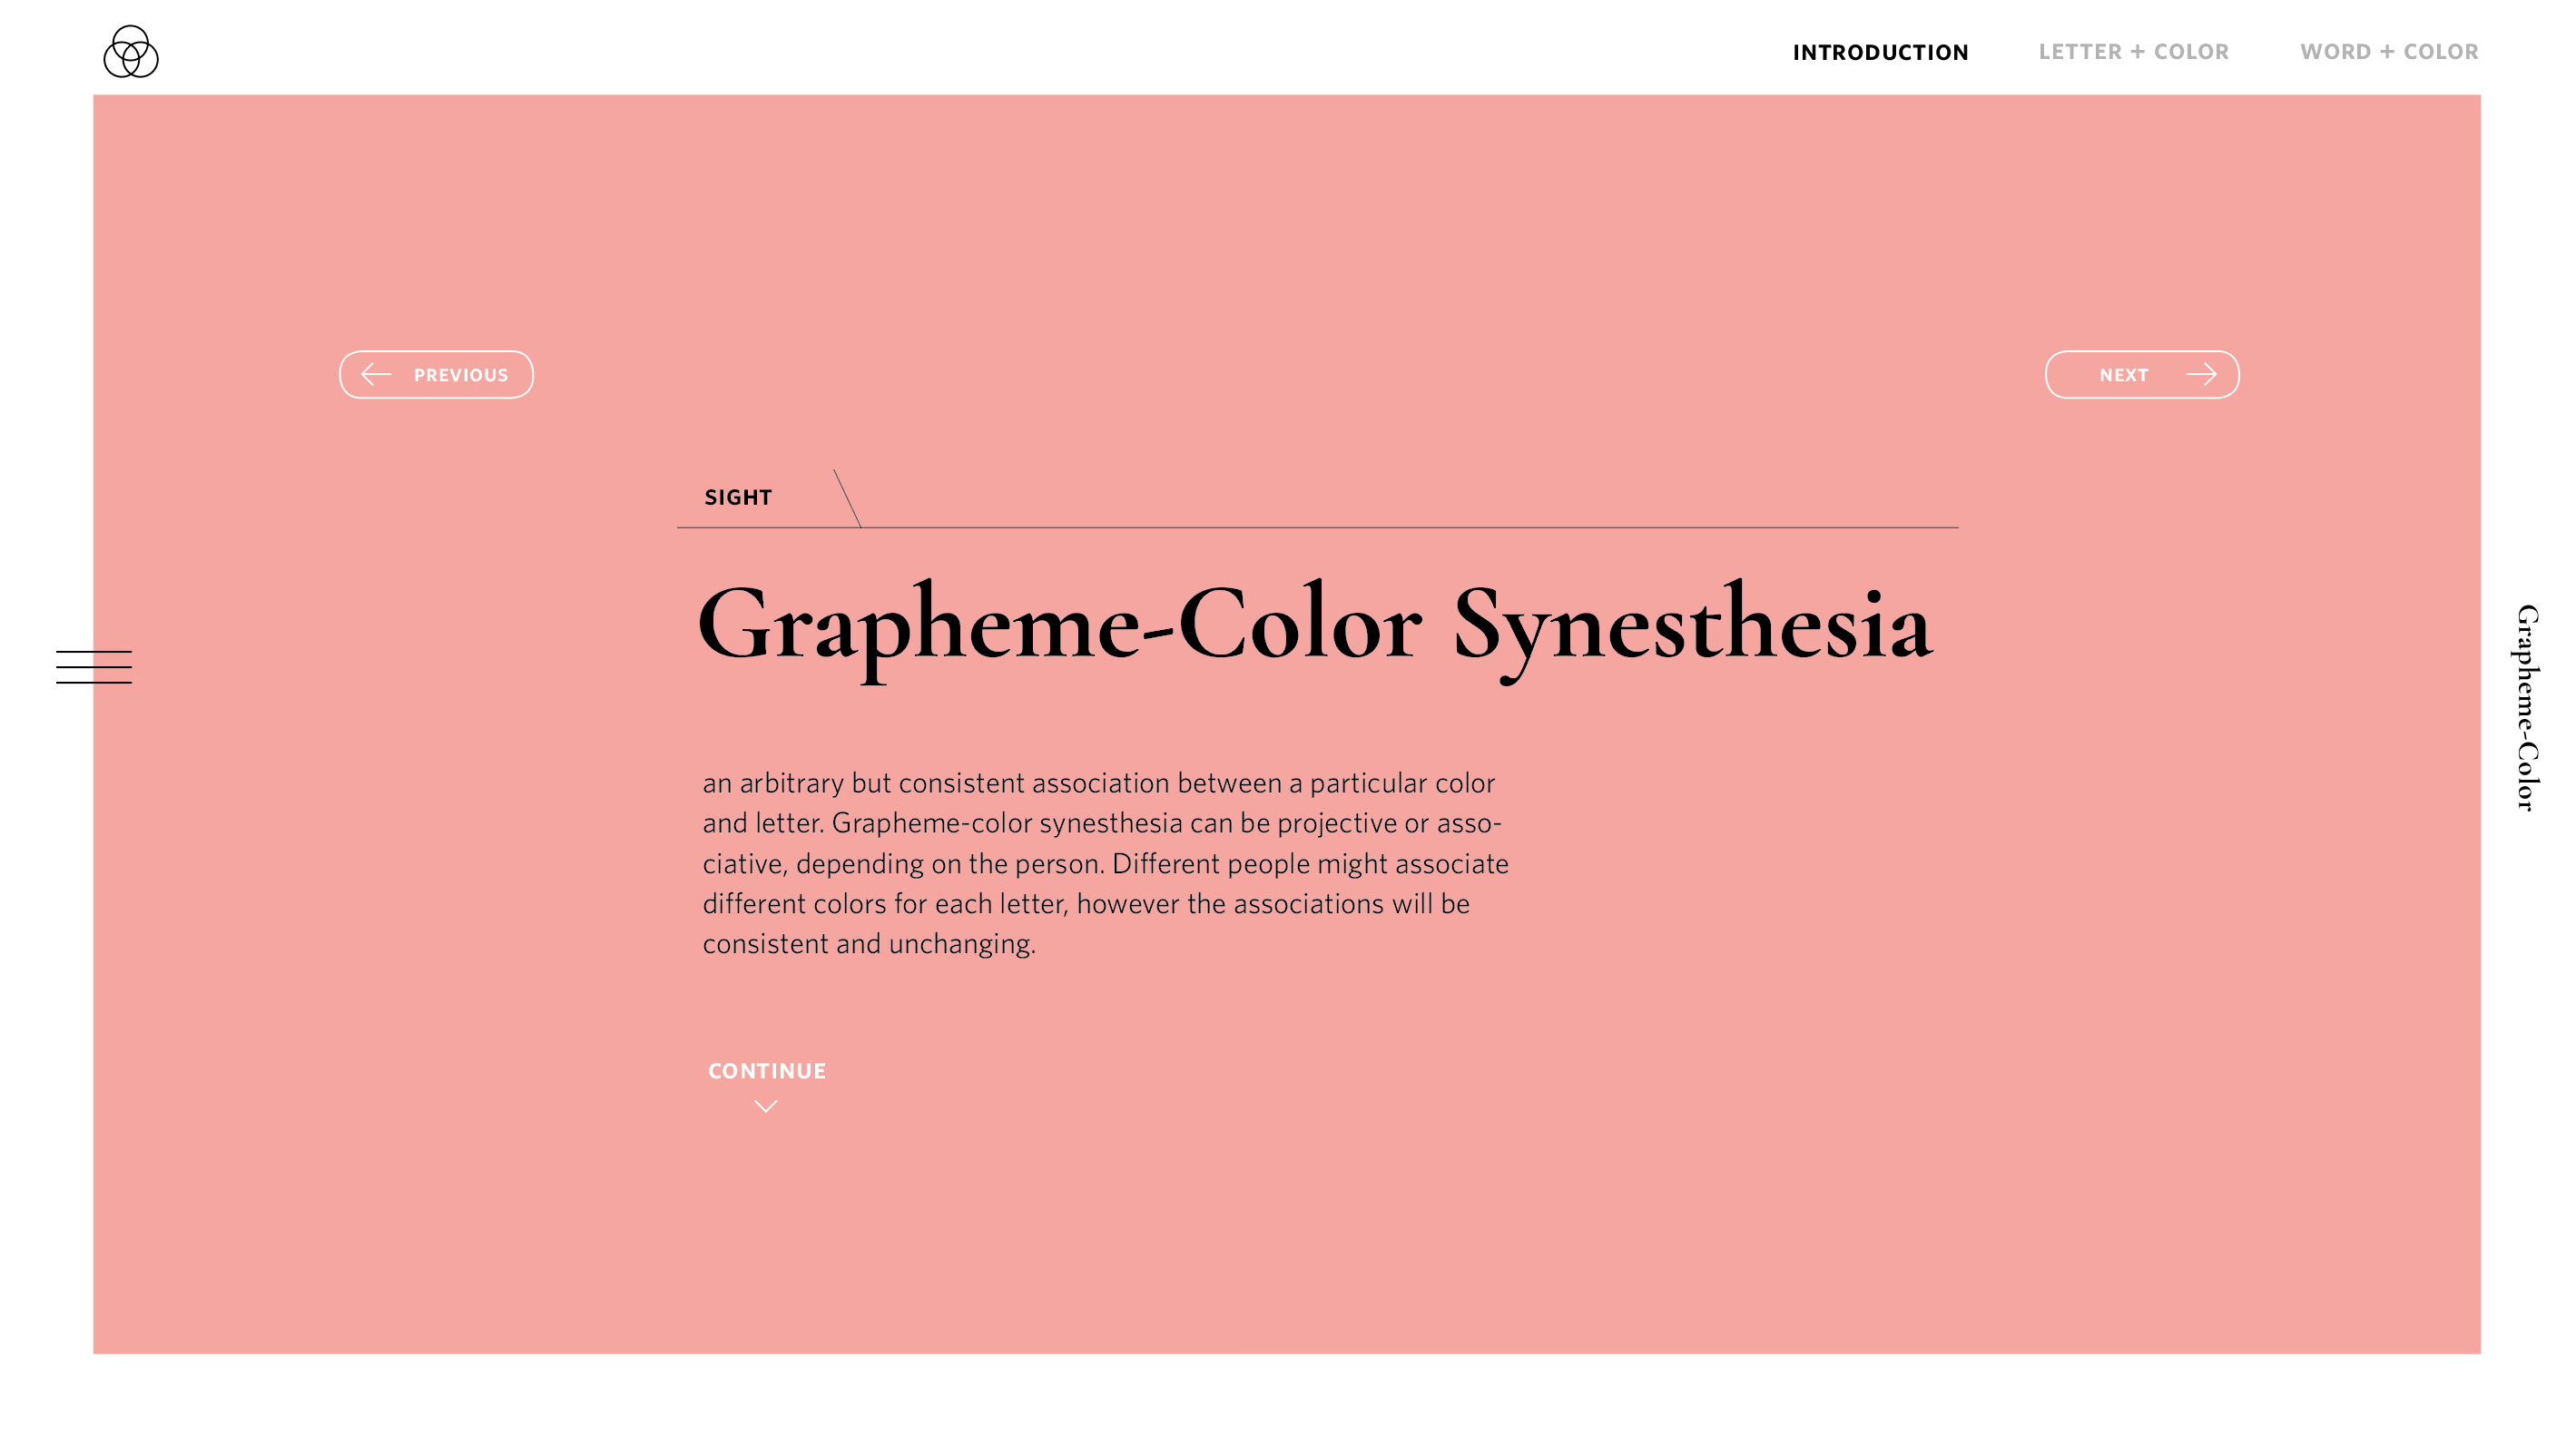 INTRODUCTION
LETTER + COLOR
WORD + COLOR
PREVIOUS
NEXT
SIGHT
Grapheme-Color Synesthesia
an arbitrary but consistent association between a particular color
and letter. Grapheme-color synesthesia can be projective or asso-
ciative, depending on the person. Different people might associate
different colors for each letter, however the associations will be
consistent and unchanging.
CONTINUE
Grapheme-Color